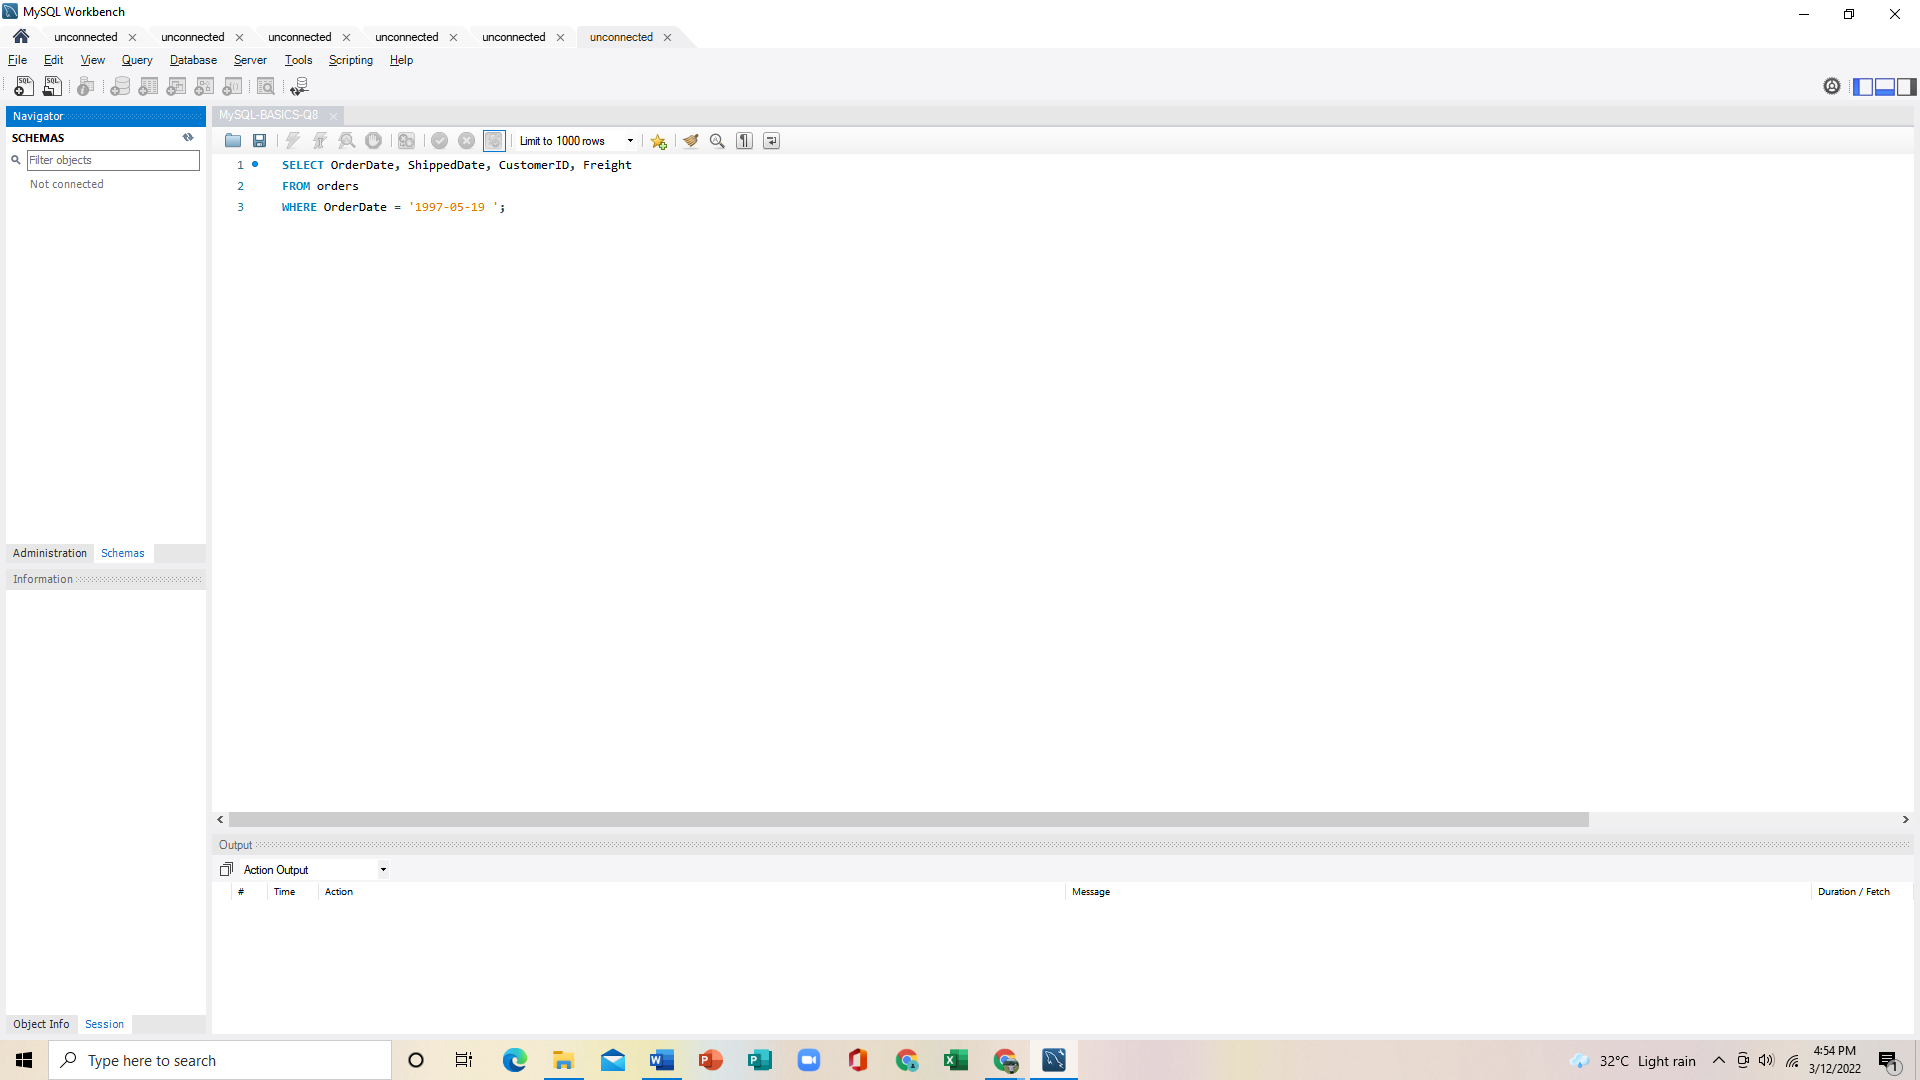 MySQL Workbench
unconnected unconnected unconnected unconnected unconnected unconnected
File Edit View Query Database Server Tools Scripting Help
Navigator
MySQL-BASICS-Q8
SCHEMAS
Filter objects
Not connected
Limit to 1000 rows
1 SELECT OrderDate, ShippedDate, CustomerID, Freight
2 FROM orders
3 WHERE OrderDate = '1997-05-19 ';
Administration Schemas
Information
Output
Action Output
# Time Action Message Duration / Fetch
Object Info Session
Type here to search
32°C Light rain
4:54 PM
3/12/2022
1